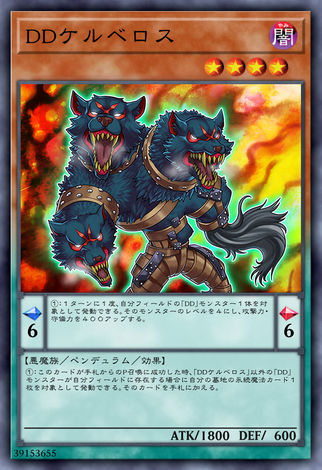 DDケルベロス
やみ
闇
①：1ターンに1度、自分フィールドの「DD」モンスター1体を対
象として発動できる。そのモンスターのレベルを4にし、攻撃力・
守備力を４００アップする。
6
6
【悪魔族／ペンデュラム／効果】
①：このカードが手札からのP召喚に成功した時、「DDケルベロス」以外の「DD」
モンスターが自分フィールドに存在する場合に自分の墓地の永続魔法カード1
枚を対象として発動できる。そのカードを手札に加える。
ATK/1800 DEF/ 600
39153655